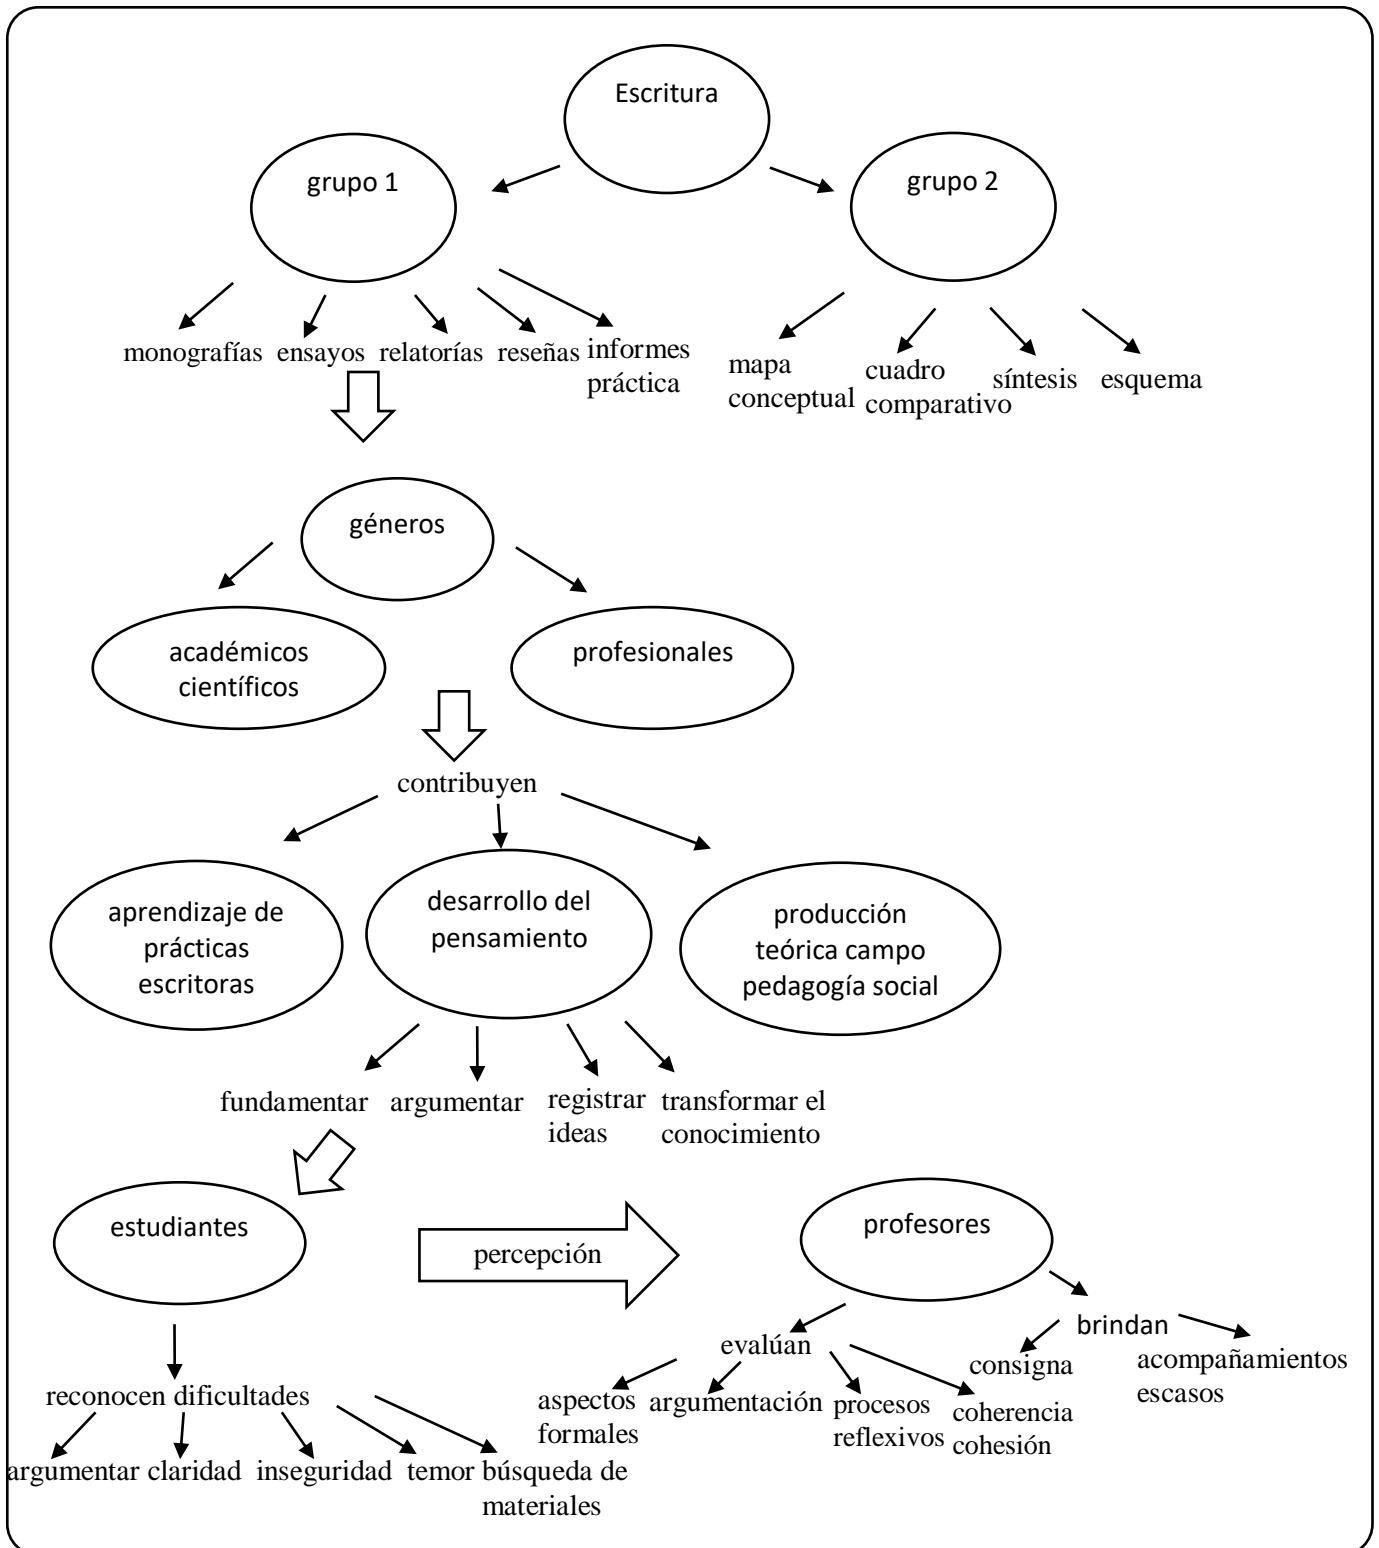 Escritura
grupo 1
grupo 2
monografías
ensayos
relatorías
reseñas
informes
práctica
mapa
conceptual
cuadro
comparativo
síntesis
esquema
géneros
académicos
científicos
profesionales
contribuyen
aprendizaje de
prácticas
escritoras
desarrollo del
pensamiento
producción
teórica campo
pedagogía social
fundamentar
argumentar
registrar
ideas
transformar el
conocimiento
estudiantes
percepción
profesores
reconocen dificultades
argumentar
claridad
inseguridad
temor
búsqueda de
materiales
evalúan
aspectos
formales
argumentación
procesos
reflexivos
coherencia
cohesión
brindan
consigna
acompañamientos
escasos